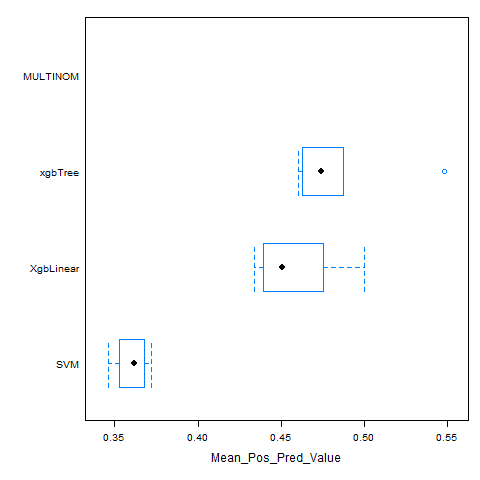 MULTINOM
xgbTree
XgbLinear
SVM
0.35 0.40 0.45 0.50 0.55
Mean_Pos_Pred_Value